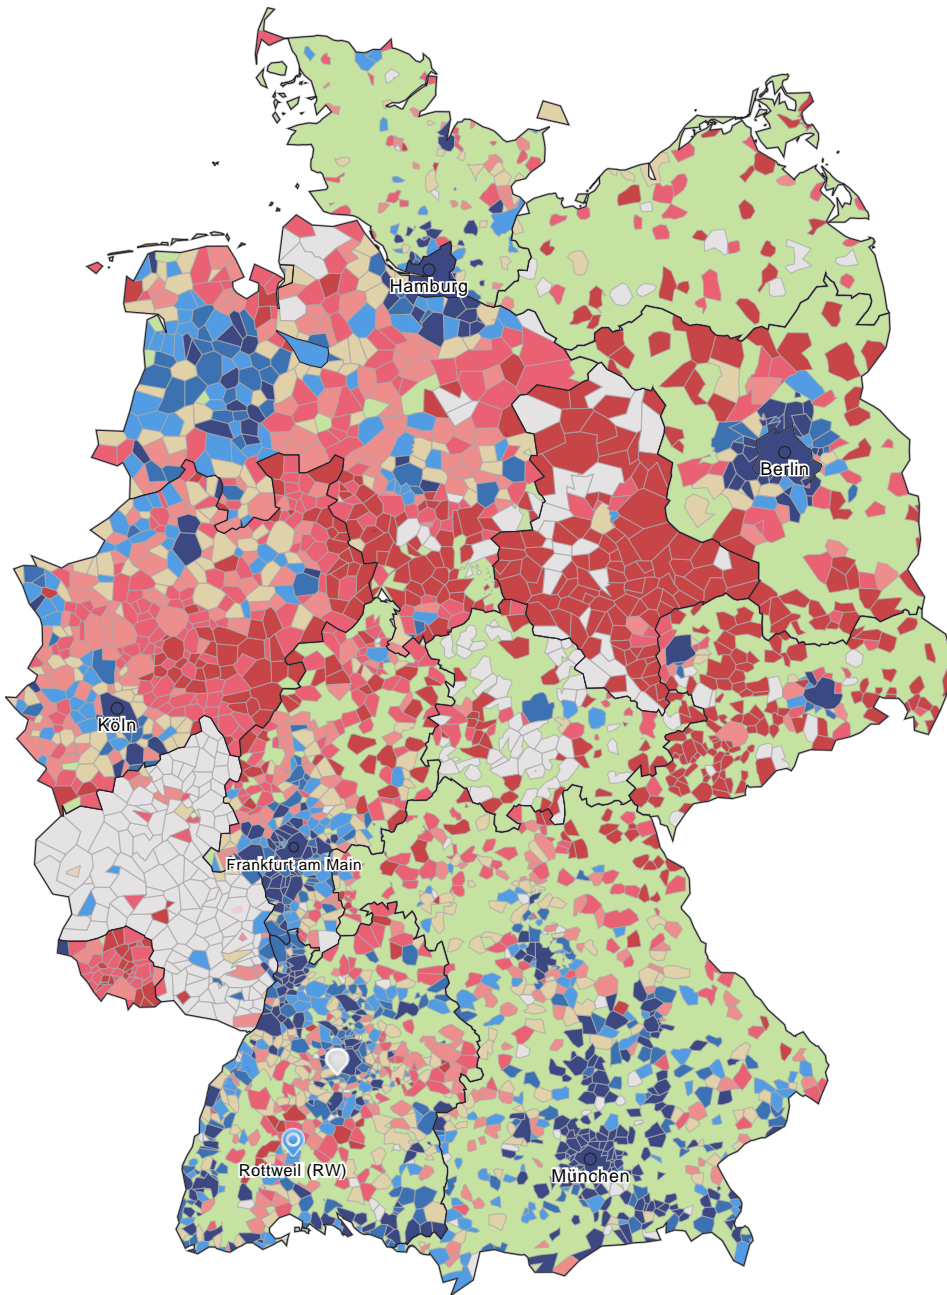 Hamburg
Berlin
Köln
Frankfurt am Main
Rottweil (RW)
München